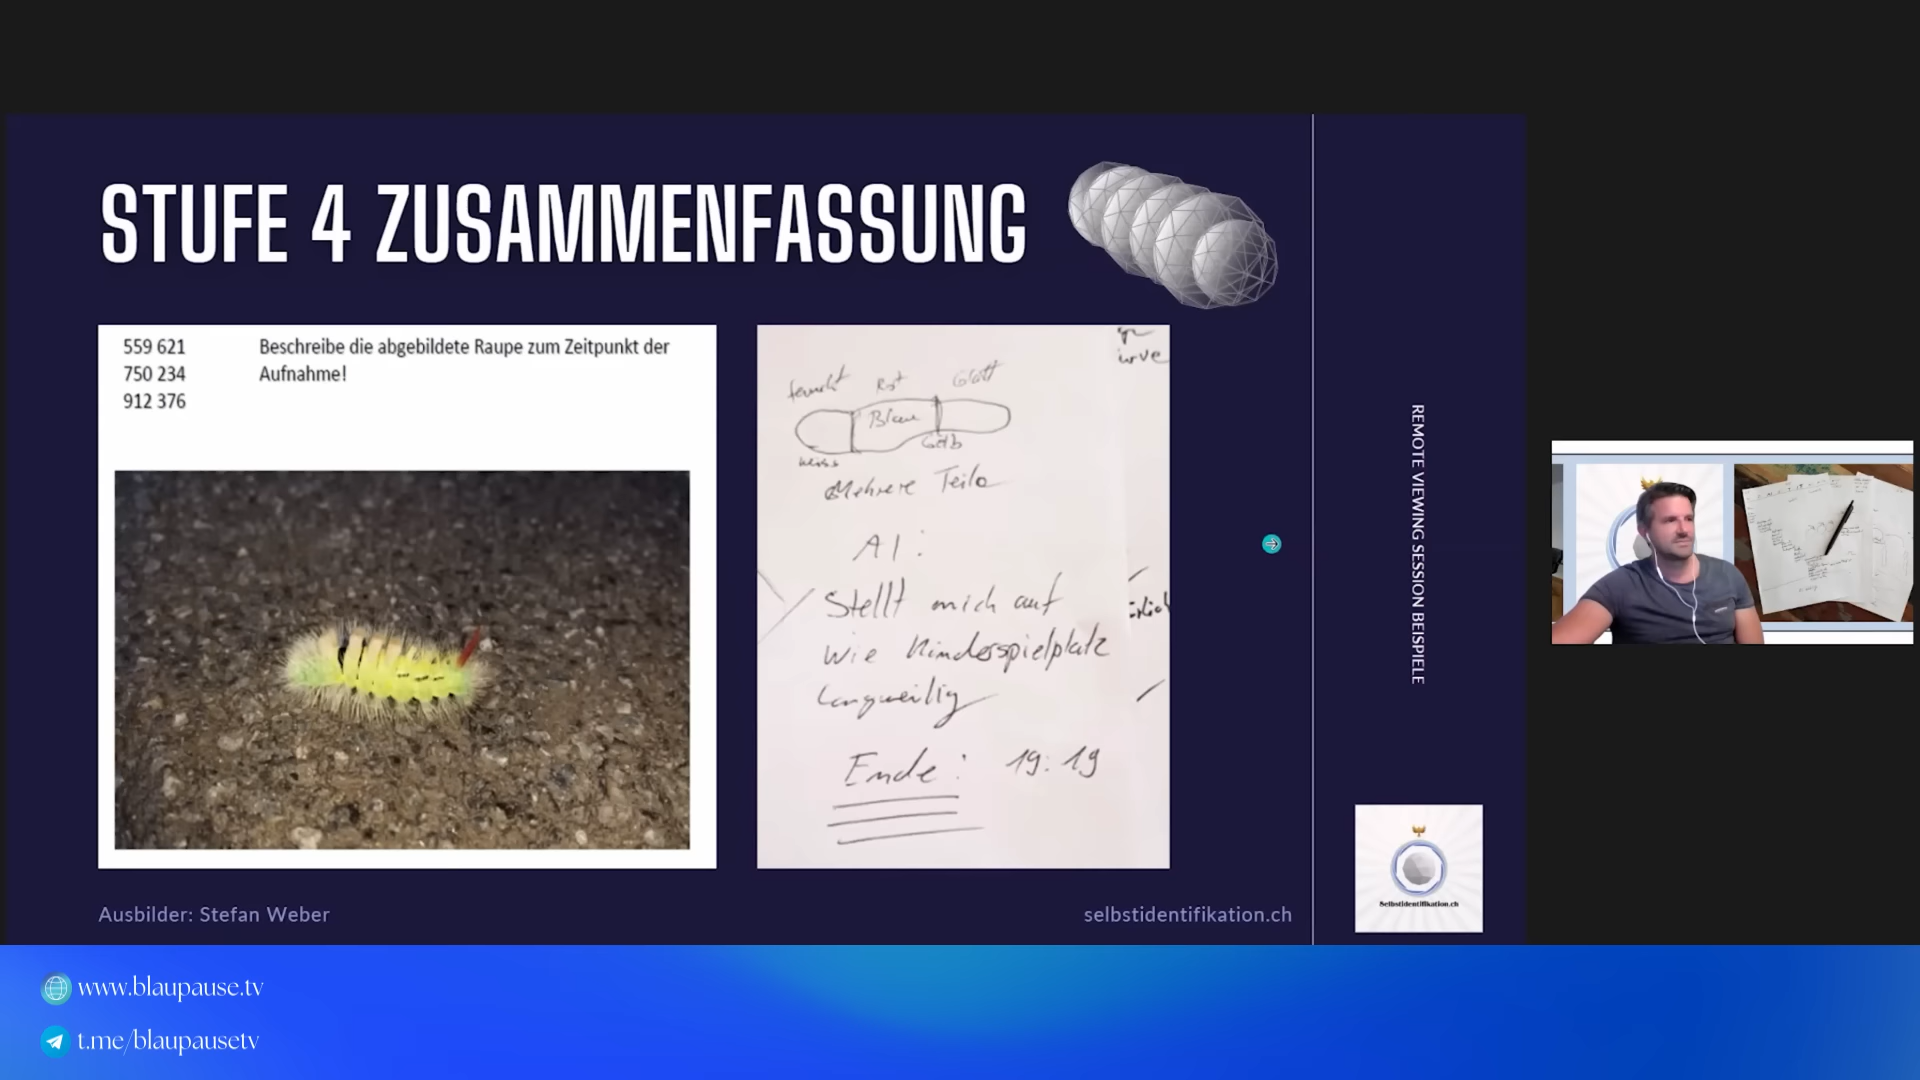 STUFE 4 ZUSAMMENFASSUNG
559 621
750 234
912 376
Beschreibe die abgebildete Raupe zum Zeitpunkt der
Aufnahme!
feucht Rot Glatt
Blau
Gelb
weiss
Mehrere Teile
AI:
Stellt mich auf
Wie Kinderspielplatz
Langweilig
Ende: 19:19
REMOTE VIEWING SESSION BEISPIELE
Selbstidentifikation.ch
Ausbilder: Stefan Weber
selbstidentifikation.ch
www.blaupause.tv
t.me/blaupausetv